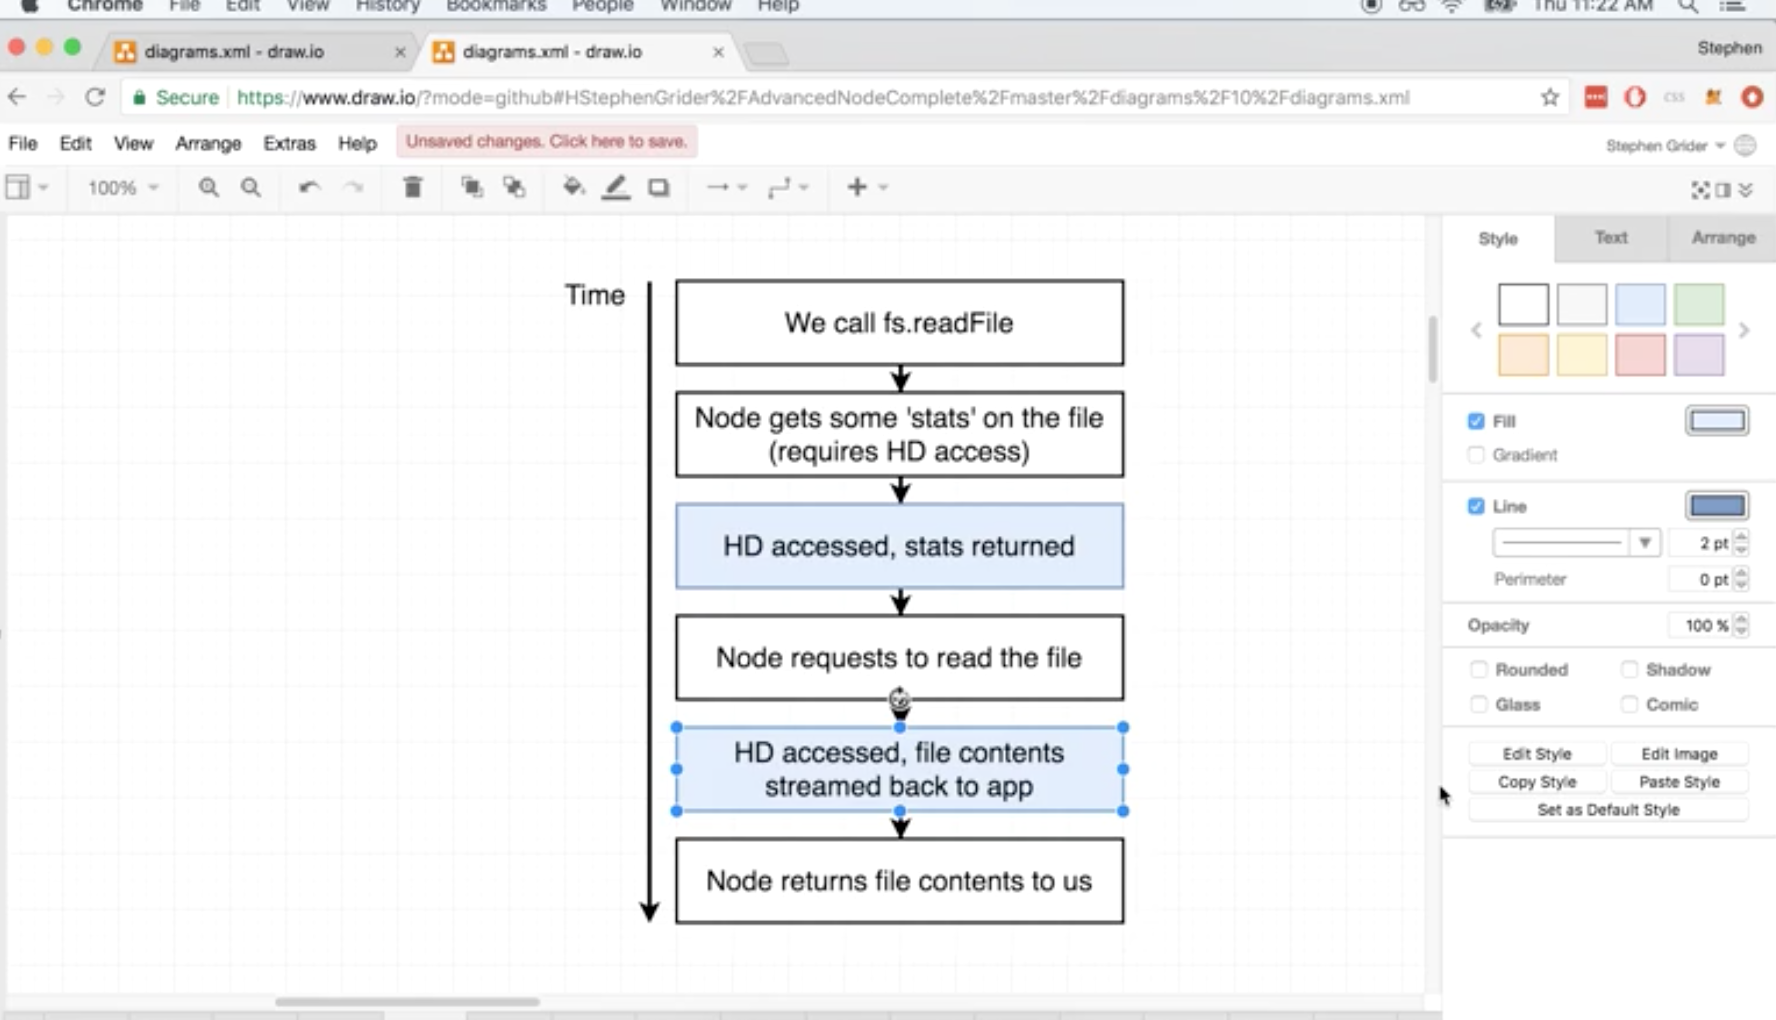 Chrome File Edit View History Bookmarks People Window Help Thu 11:22 AM
diagrams.xml - draw.io diagrams.xml - draw.io Stephen
Secure https://www.draw.io/?mode=github#HStephenGrider%2FAdvancedNodeComplete%2Fmaster%2Fdiagrams%2F10%2Fdiagrams.xml css
File Edit View Arrange Extras Help Unsaved changes. Click here to save. Stephen Grider
100%
Style Text Arrange
Time
We call fs.readFile
Node gets some 'stats' on the file
(requires HD access)
HD accessed, stats returned
Node requests to read the file
HD accessed, file contents
streamed back to app
Node returns file contents to us
Fill
Gradient
Line
2 pt
Perimeter 0 pt
Opacity 100 %
Rounded Shadow
Glass Comic
Edit Style Edit Image
Copy Style Paste Style
Set as Default Style